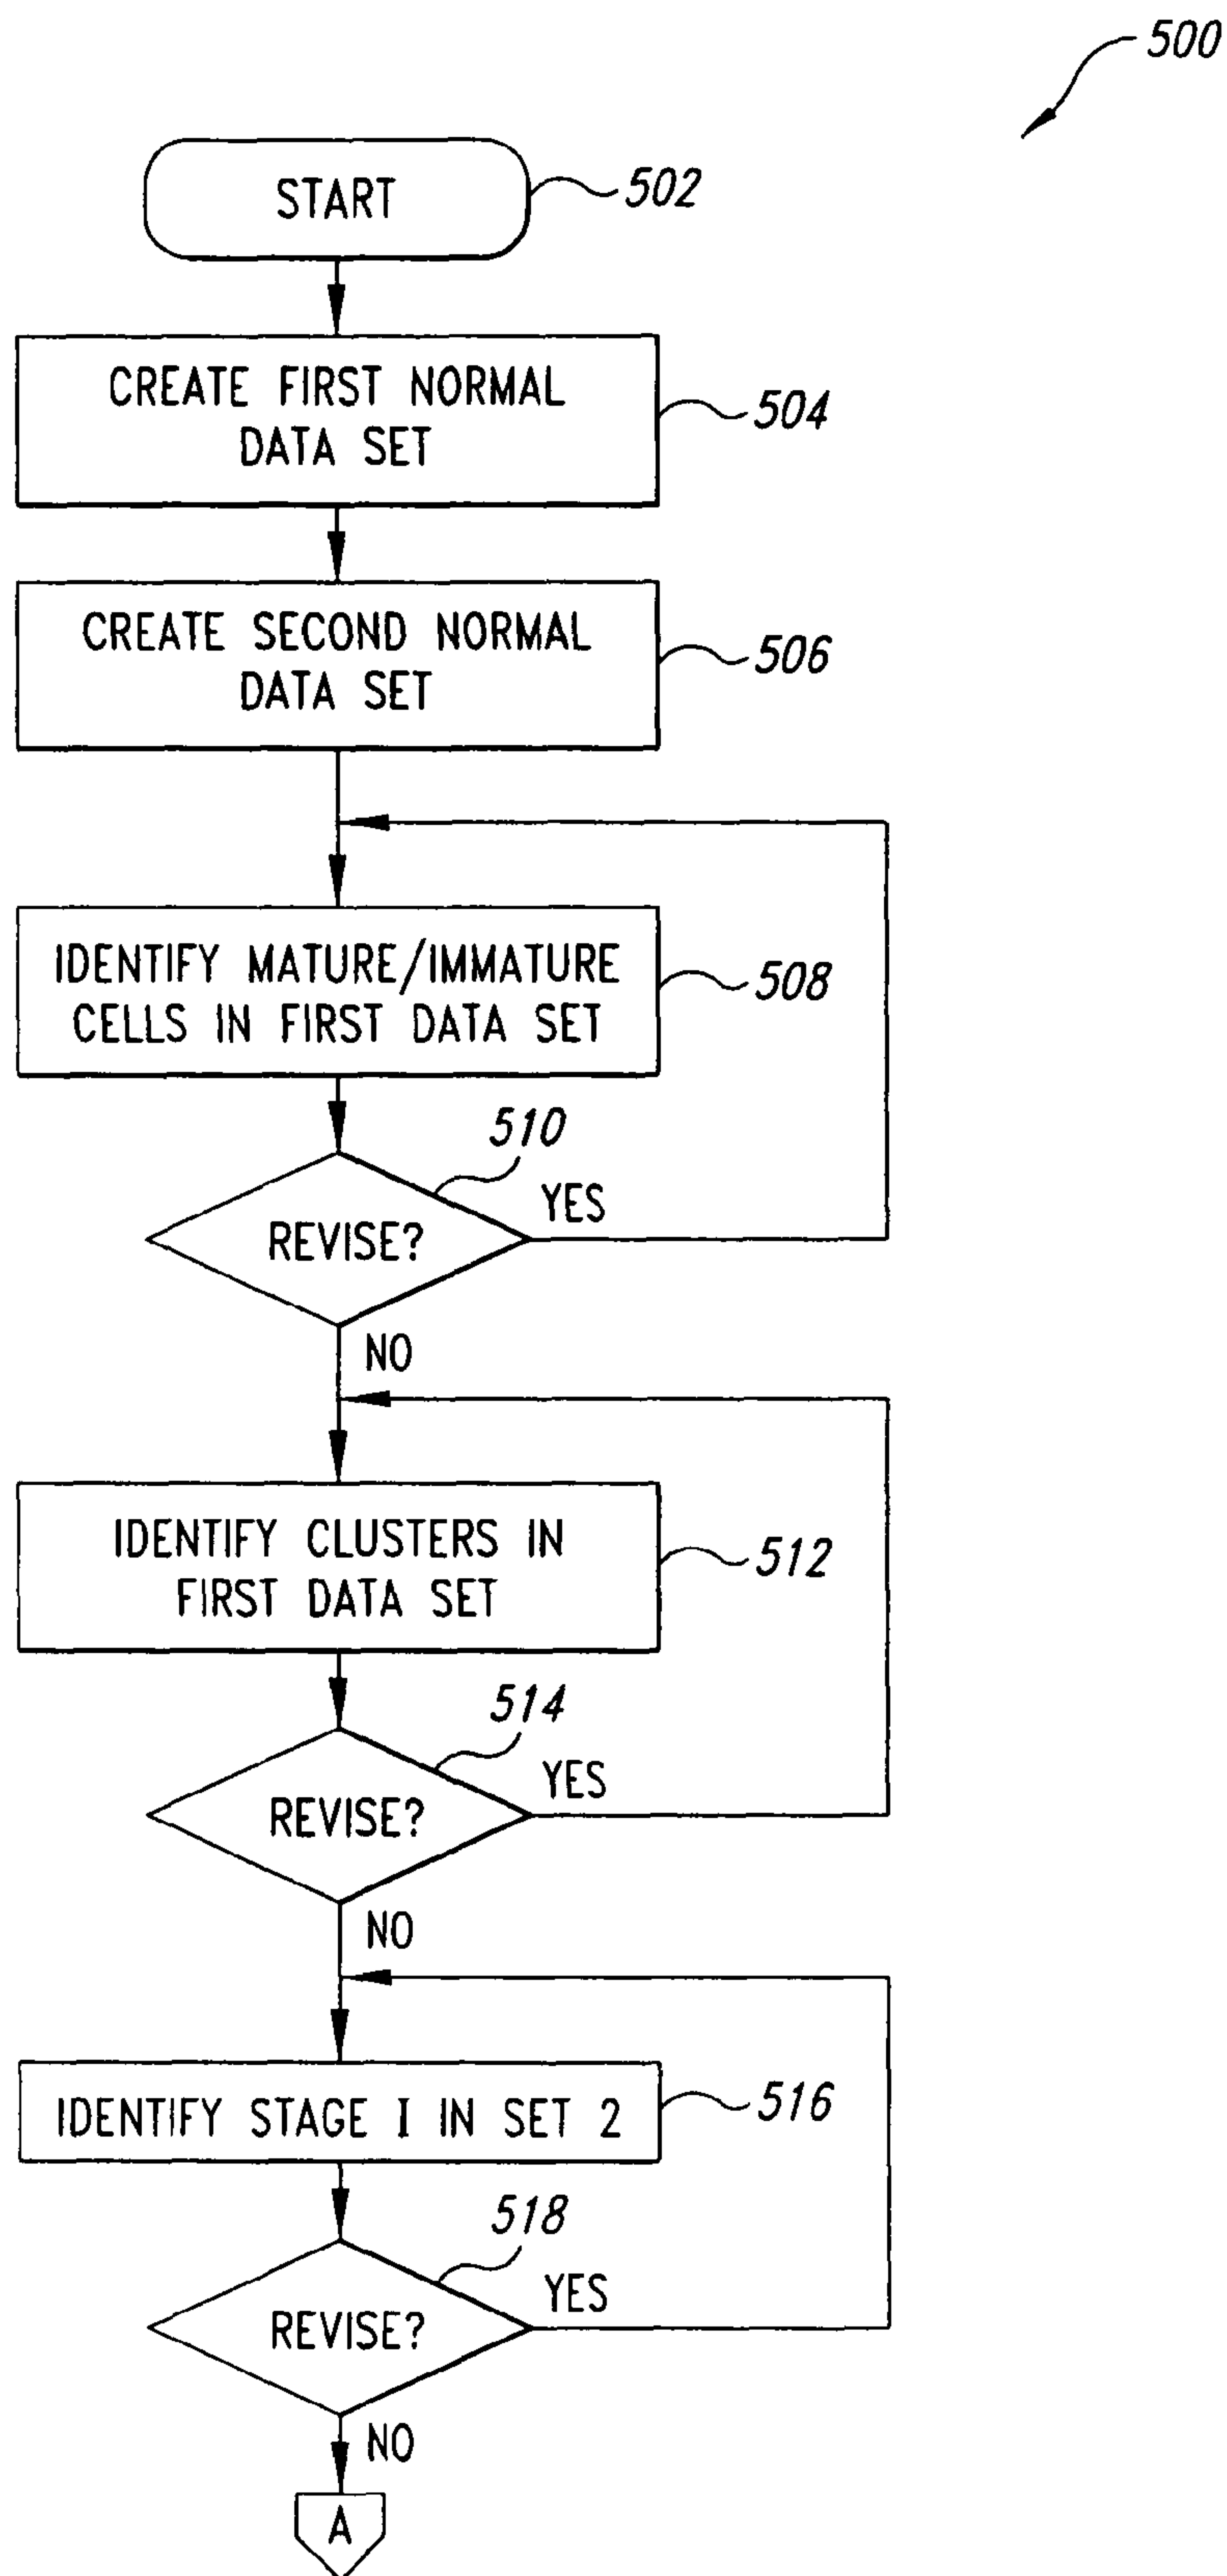 500
START
502
CREATE FIRST NORMAL
DATA SET
504
CREATE SECOND NORMAL
DATA SET
506
IDENTIFY MATURE/IMMATURE
CELLS IN FIRST DATA SET
508
510
REVISE?
YES
NO
IDENTIFY CLUSTERS IN
FIRST DATA SET
512
514
REVISE?
YES
NO
IDENTIFY STAGE I IN SET 2
516
518
REVISE?
YES
NO
A